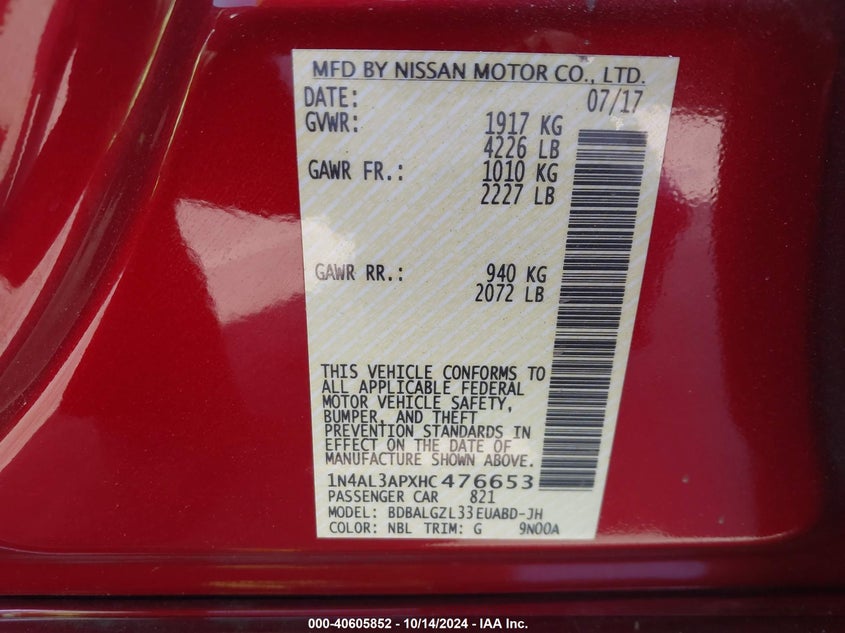 MFD BY NISSAN MOTOR CO., LTD.
DATE: 07/17
GVWR: 1917 KG
4226 LB
GAWR FR.: 1010 KG
2227 LB
GAWR RR.: 940 KG
2072 LB
THIS VEHICLE CONFORMS TO
ALL APPLICABLE FEDERAL
MOTOR VEHICLE SAFETY,
BUMPER, AND THEFT
PREVENTION STANDARDS IN
EFFECT ON THE DATE OF
MANUFACTURE SHOWN ABOVE.
1N4AL3APXHC476653
PASSENGER CAR 821
MODEL: BDBALGZL33EUABD-JH
COLOR: NBL TRIM: G 9N00A
000-40605852 - 10/14/2024 - IAA Inc.